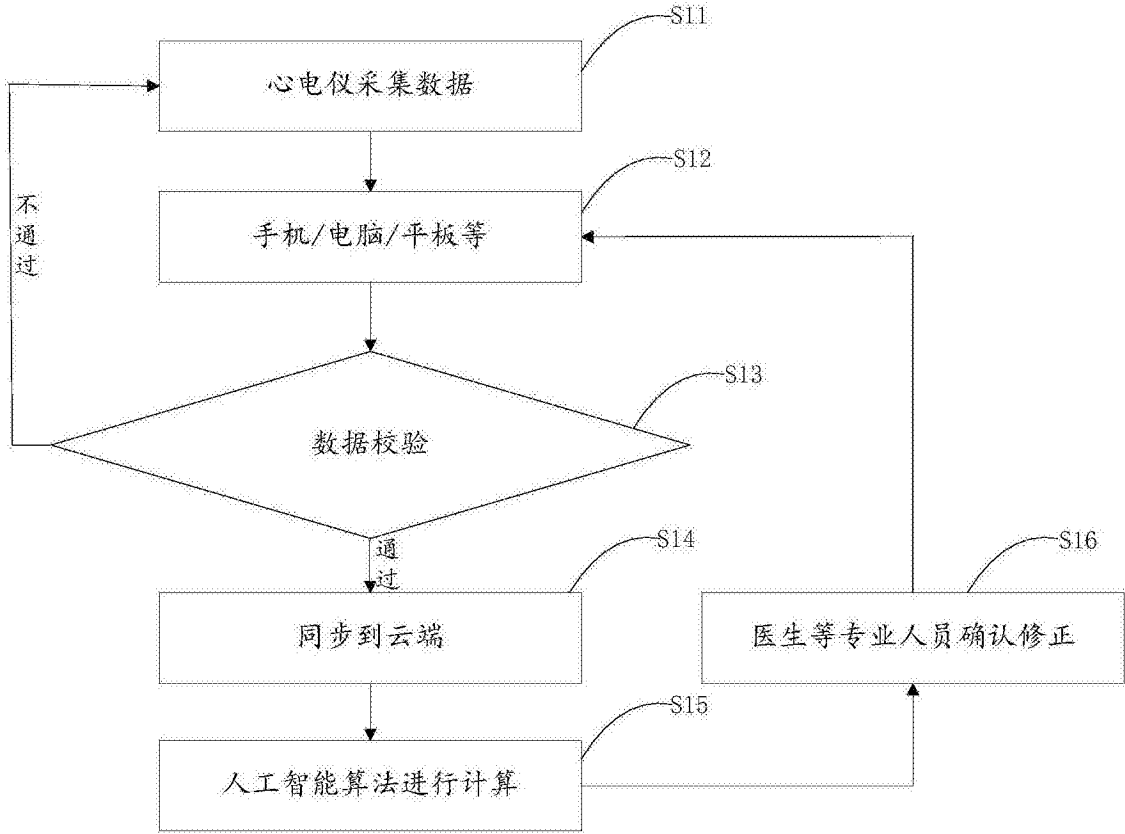 S11
心电仪采集数据
S12
手机/电脑/平板等
不通过
S13
数据校验
通过
S14
同步到云端
S16
医生等专业人员确认修正
S15
人工智能算法进行计算